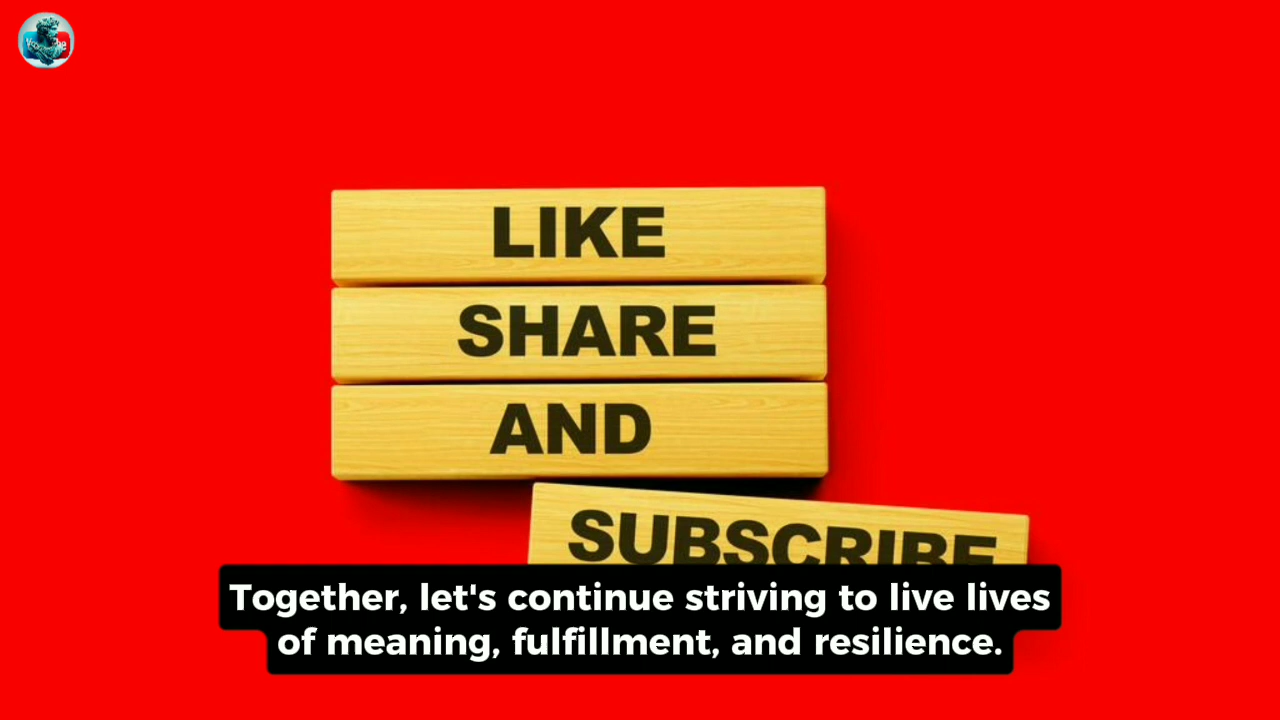 LIKE
SHARE
AND
SUBSCRIBE
Together, let's continue striving to live lives
of meaning, fulfillment, and resilience.